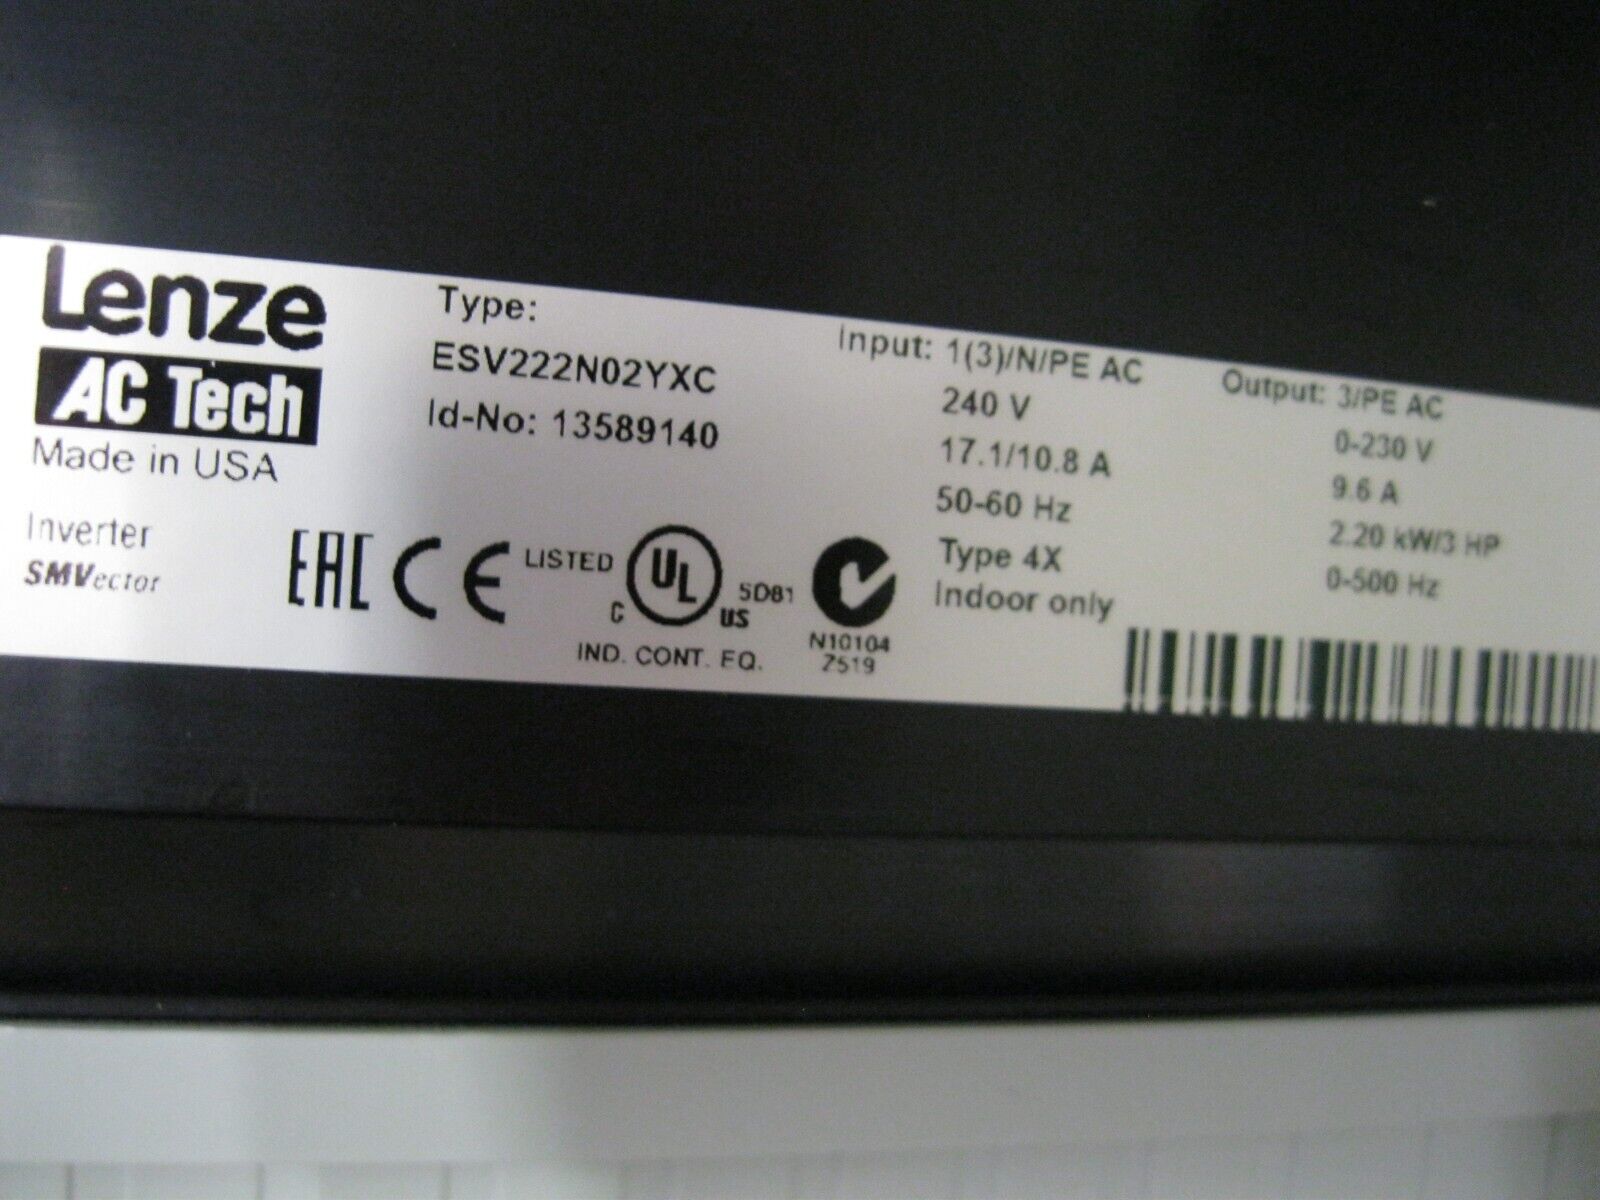 Lenze
AC Tech
Made in USA
Inverter
SMVector
Type:
ESV222N02YXC
Id-No: 13589140
EAC CE LISTED UL 5D81
C US
IND. CONT. EQ.
N10104
Z519
Input: 1(3)/N/PE AC
240 V
17.1/10.8 A
50-60 Hz
Type 4X
Indoor only
Output: 3/PE AC
0-230 V
9.6 A
2.20 kW/3 HP
0-500 Hz